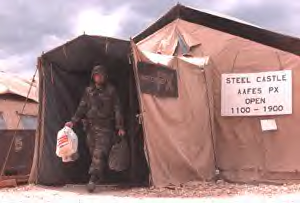 STEEL CASTLE
AAFES PX
OPEN
1100 - 1900